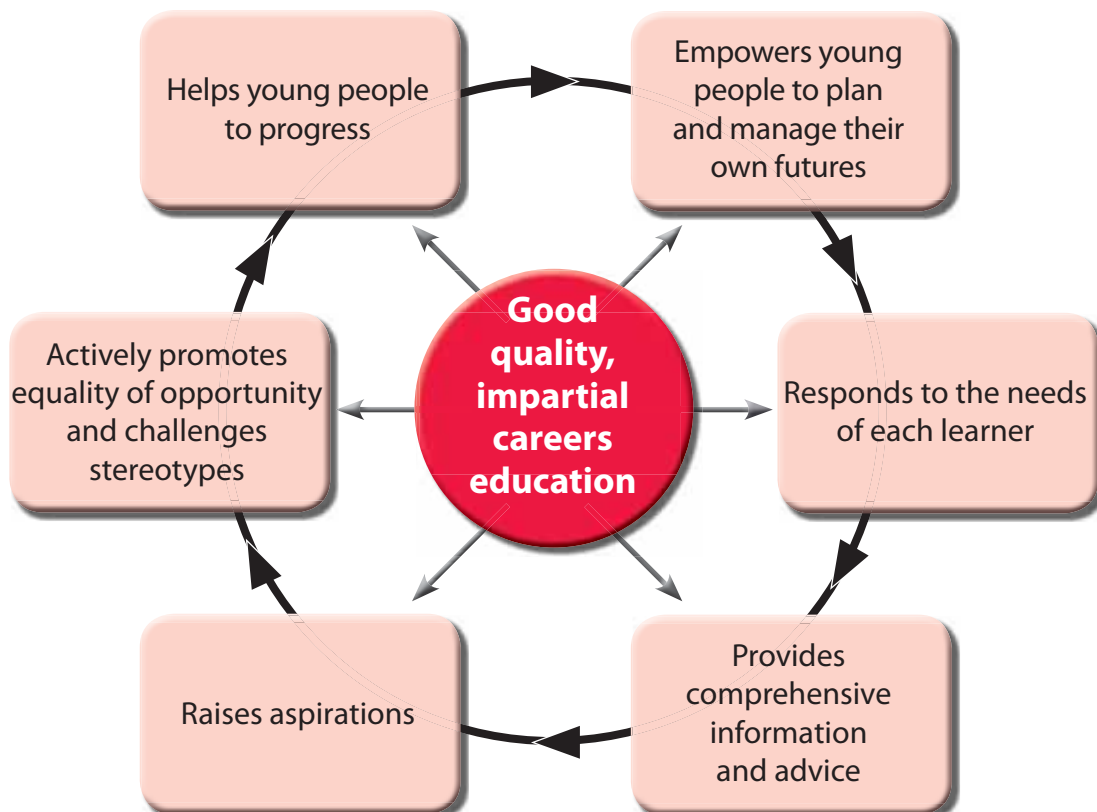 Helps young people
to progress
Empowers young
people to plan
and manage their
own futures
Good
quality,
impartial
careers
education
Actively promotes
equality of opportunity
and challenges
stereotypes
Responds to the needs
of each learner
Raises aspirations
Provides
comprehensive
information
and advice